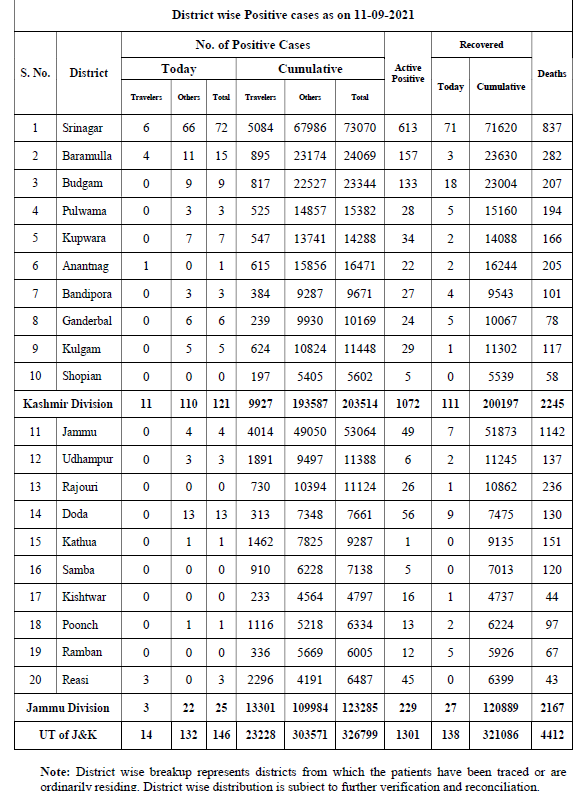 District wise Positive cases as on 11-09-2021
S. No. District No. of Positive Cases Active Positive Recovered Deaths
Today Cumulative Today Cumulative
Travelers Others Total Travelers Others Total
1 Srinagar 6 66 72 5084 67986 73070 613 71 71620 837
2 Baramulla 4 11 15 895 23174 24069 157 3 23630 282
3 Budgam 0 9 9 817 22527 23344 133 18 23004 207
4 Pulwama 0 3 3 525 14857 15382 28 5 15160 194
5 Kupwara 0 7 7 547 13741 14288 34 2 14088 166
6 Anantnag 1 0 1 615 15856 16471 22 2 16244 205
7 Bandipora 0 3 3 384 9287 9671 27 4 9543 101
8 Ganderbal 0 6 6 239 9930 10169 24 5 10067 78
9 Kulgam 0 5 5 624 10824 11448 29 1 11302 117
10 Shopian 0 0 0 197 5405 5602 5 0 5539 58
Kashmir Division 11 110 121 9927 193587 203514 1072 111 200197 2245
11 Jammu 0 4 4 4014 49050 53064 49 7 51873 1142
12 Udhampur 0 3 3 1891 9497 11388 6 2 11245 137
13 Rajouri 0 0 0 730 10394 11124 26 1 10862 236
14 Doda 0 13 13 313 7348 7661 56 9 7475 130
15 Kathua 0 1 1 1462 7825 9287 1 0 9135 151
16 Samba 0 0 0 910 6228 7138 5 0 7013 120
17 Kishtwar 0 0 0 233 4564 4797 16 1 4737 44
18 Poonch 0 1 1 1116 5218 6334 13 2 6224 97
19 Ramban 0 0 0 336 5669 6005 12 5 5926 67
20 Reasi 3 0 3 2296 4191 6487 45 0 6399 43
Jammu Division 3 22 25 13301 109984 123285 229 27 120889 2167
UT of J&K 14 132 146 23228 303571 326799 1301 138 321086 4412
Note: District wise breakup represents districts from which the patients have been traced or are
ordinarily residing. District wise distribution is subject to further verification and reconciliation.